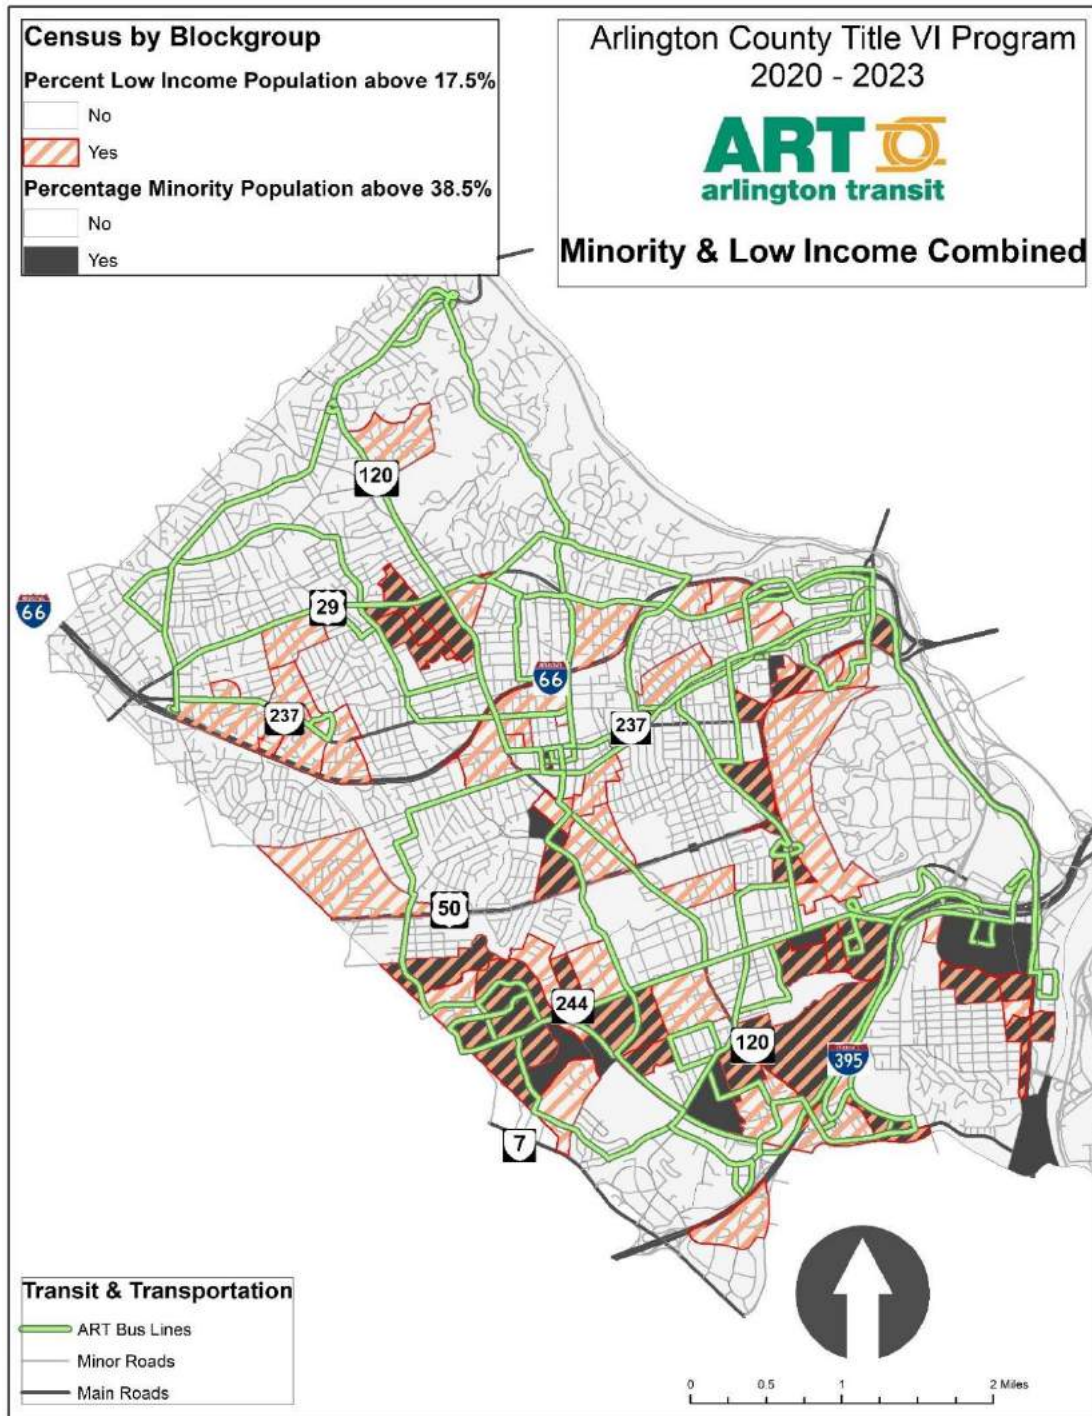 Census by Blockgroup
Percent Low Income Population above 17.5%
No
Yes
Percentage Minority Population above 38.5%
No
Yes
Arlington County Title VI Program
2020 - 2023
ART
arlington transit
Minority & Low Income Combined
120
66
29
66
237
237
50
244
120
395
7
Transit & Transportation
ART Bus Lines
Minor Roads
Main Roads
0 0.5 1 2 Miles